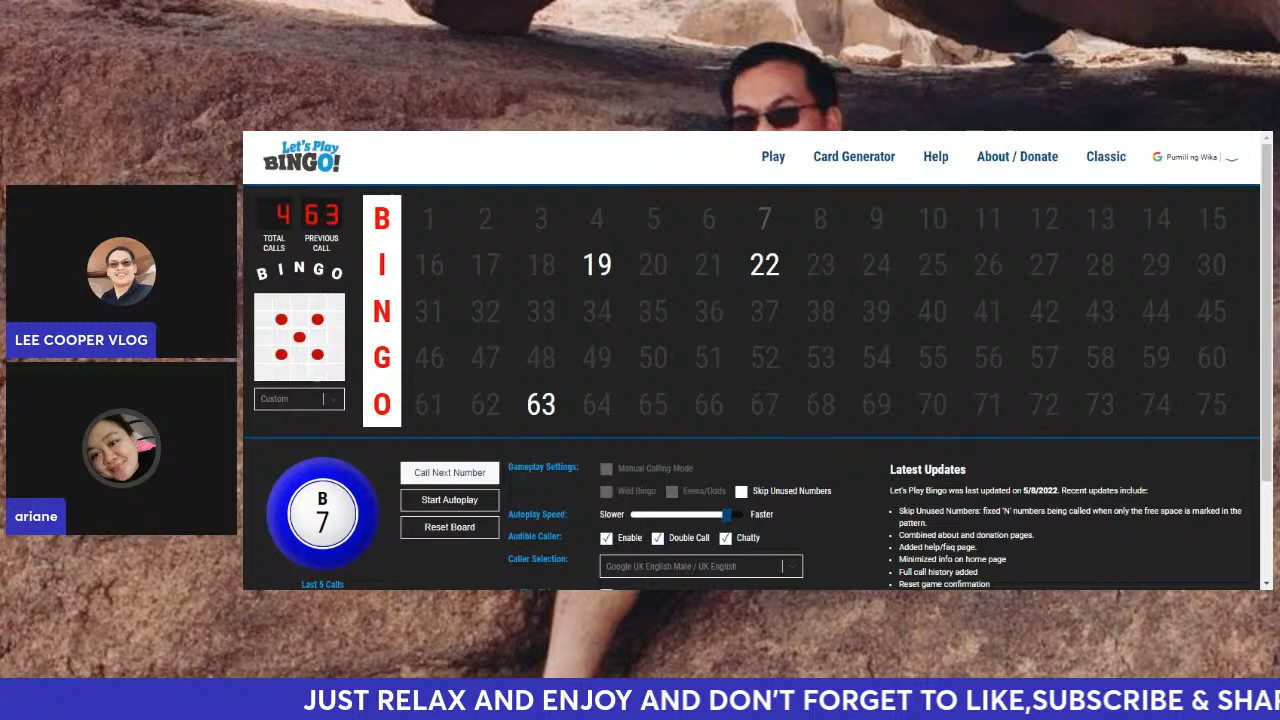 Let's Play
BINGO!
Play Card Generator Help About / Donate Classic Pumili ng Wika
4 63
TOTAL CALLS PREVIOUS CALL
B I N G O
Custom
B 1 2 3 4 5 6 7 8 9 10 11 12 13 14 15
I 16 17 18 19 20 21 22 24 25 26 27 28 29 30
N 31 32 33 34 35 36 37 38 39 40 41 42 43 44 45
G 46 47 48 49 50 51 52 53 54 55 56 57 58 59 60
O 61 62 63 64 65 66 67 68 69 70 71 72 73 74 75
LEE COOPER VLOG
ariane
B
7
Last 5 Calls
Call Next Number
Start Autoplay
Reset Board
Gameplay Settings: Manual Calling Mode
Wild Bingo Evens/Odds Skip Unused Numbers
Autoplay Speed: Slower Faster
Audible Caller: Enable Double Call Chatty
Caller Selection: Google UK English Male / UK English
Latest Updates
Let's Play Bingo was last updated on 5/8/2022. Recent updates include:
• Skip Unused Numbers: fixed 'N' numbers being called when only the free space is marked in the
pattern.
• Combined about and donation pages.
• Added help/faq page.
• Minimized info on home page
• Full call history added
• Reset game confirmation
JUST RELAX AND ENJOY AND DON'T FORGET TO LIKE,SUBSCRIBE & SHA